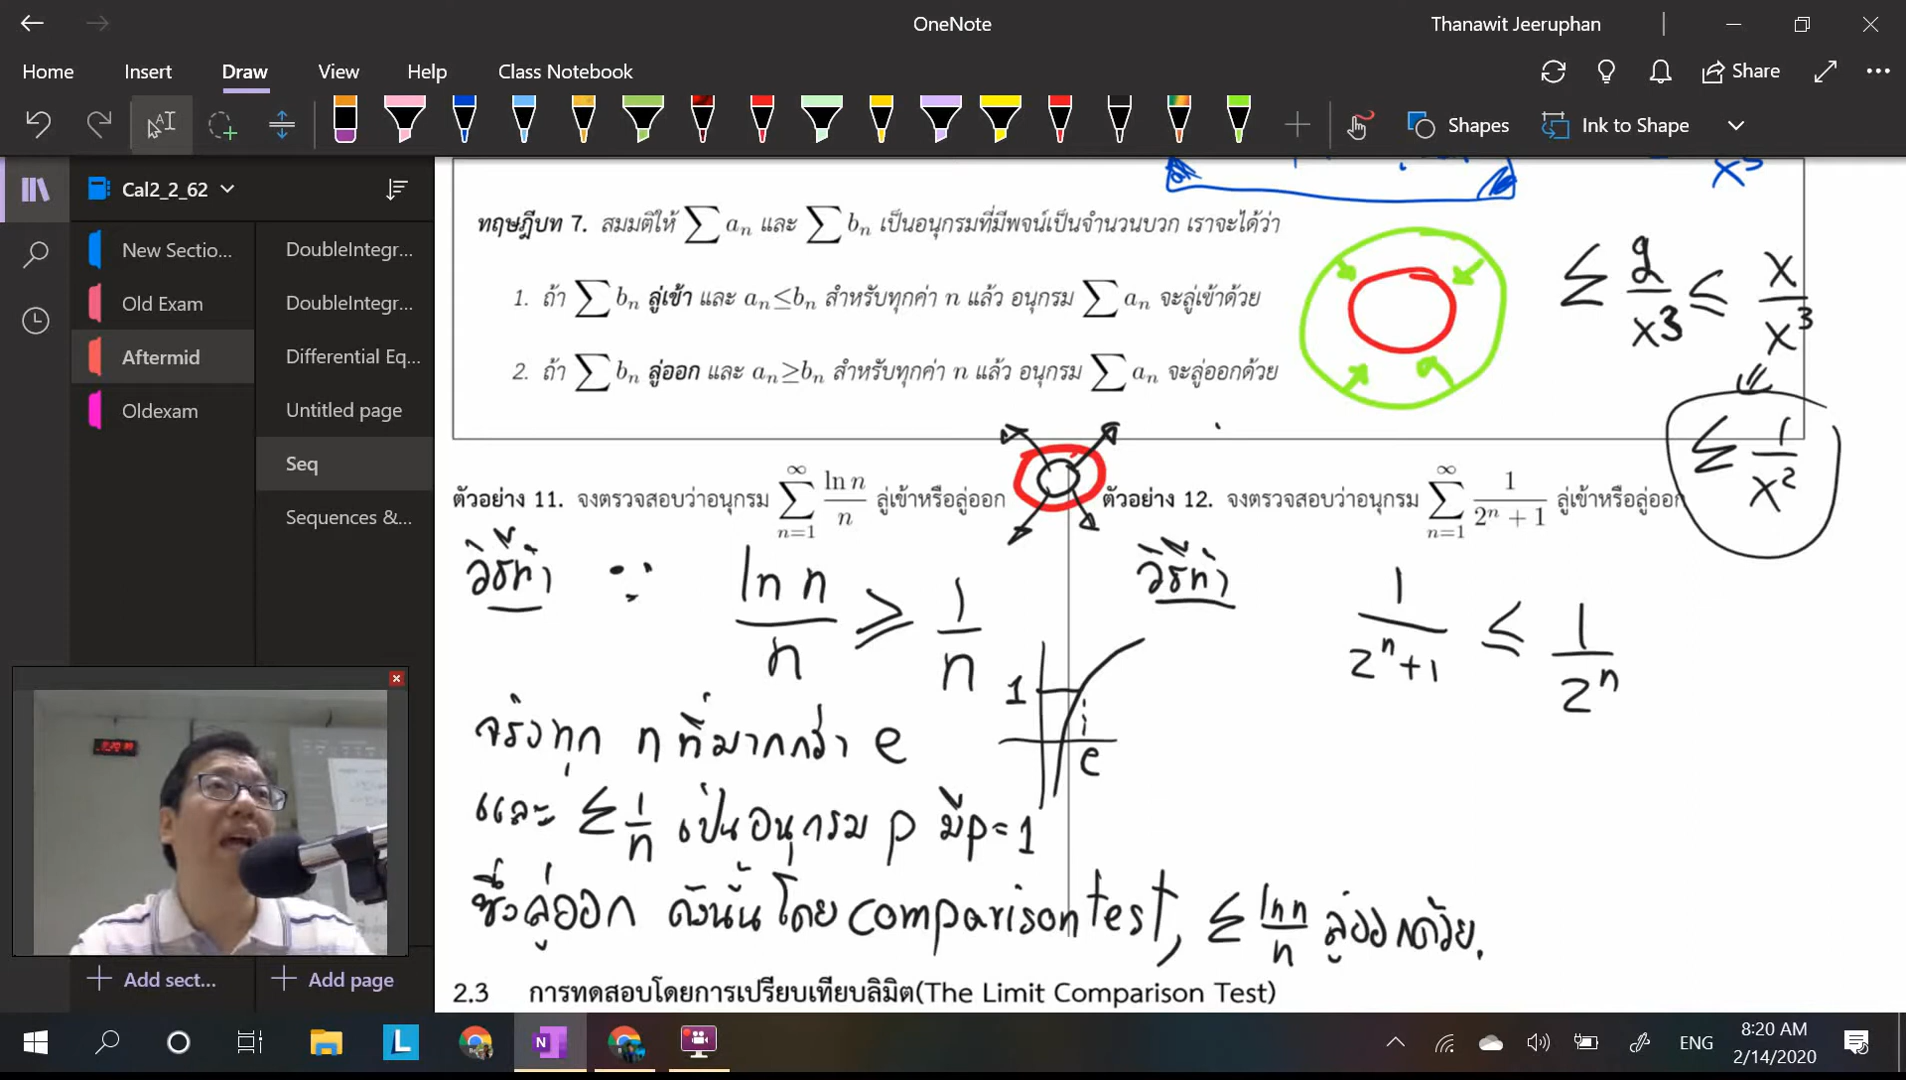 OneNote
Thanawit Jeeruphan
Home Insert Draw View Help Class Notebook
Share
Shapes
Ink to Shape
Cal2_2_62
New Sectio...
Old Exam
Aftermid
Oldexam
DoubleIntegr...
DoubleIntegr...
Differential Eq...
Untitled page
Seq
Sequences &...
Add sect...
Add page
ทฤษฎีบท 7. สมมติให้ ∑ aₙ และ ∑ bₙ เป็นอนุกรมที่มีพจน์เป็นจำนวนบวก เราจะได้ว่า
1. ถ้า ∑ bₙ ลู่เข้า และ aₙ≤bₙ สำหรับทุกค่า n แล้ว อนุกรม ∑ aₙ จะลู่เข้าด้วย
2. ถ้า ∑ bₙ ลู่ออก และ aₙ≥bₙ สำหรับทุกค่า n แล้ว อนุกรม ∑ aₙ จะลู่ออกด้วย
≤ x/x³
∑ 1/x²
ตัวอย่าง 11. จงตรวจสอบว่าอนุกรม ∑_{n=1}^{∞} ln n/n ลู่เข้าหรือลู่ออก
วิธีทำ ∵ ln n/n ≥ 1/n
1
e
จริงทุก n ที่มากกว่า e
และ ∑ 1/n เป็นอนุกรม p มี p=1
ซึ่งลู่ออก ดังนั้นโดย comparison test, ∑ ln n/n ลู่ออกด้วย.
ตัวอย่าง 12. จงตรวจสอบว่าอนุกรม ∑_{n=1}^{∞} 1/(2ⁿ + 1) ลู่เข้าหรือลู่ออก
วิธีทำ 1/(2ⁿ+1) ≤ 1/2ⁿ
2.3 การทดสอบโดยการเปรียบเทียบลิมิต(The Limit Comparison Test)
ENG
8:20 AM
2/14/2020